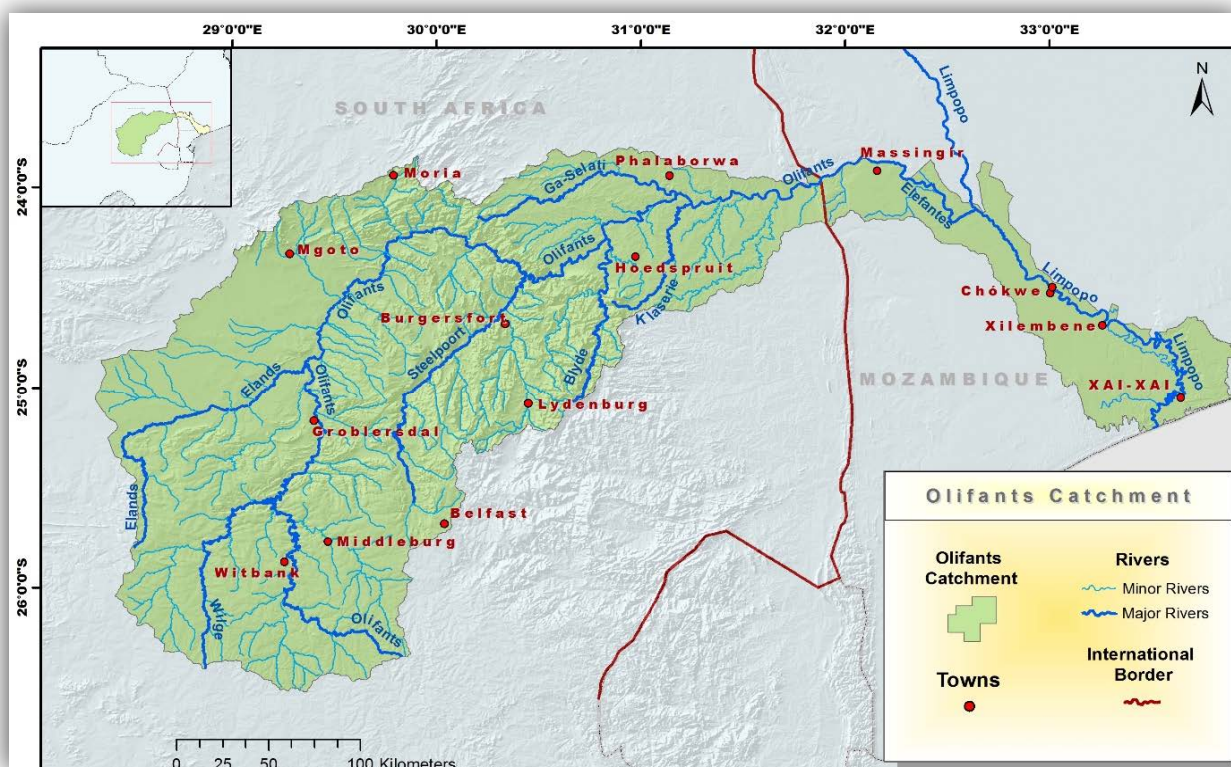 29°0'0"E
30°0'0"E
31°0'0"E
32°0'0"E
33°0'0"E
24°0'0"S
25°0'0"S
26°0'0"S
N
SOUTH AFRICA
MOZAMBIQUE
Limpopo
Massingir
Phalaborwa
Moria
Ga-Selati
Olifants
Elefantes
Mgoto
Olifants
Hoedspruit
Olifants
Klaserie
Limpopo
Chókwe
Burgersfort
Xilembene
Steelpoort
Blyde
Limpopo
Elands
Olifants
XAI-XAI
Lydenburg
Groblersdal
Elands
Belfast
Middleburg
Witbank
Wilge
Olifants
0 25 50 100 Kilometers
Olifants Catchment
Olifants
Catchment
Towns
Rivers
Minor Rivers
Major Rivers
International
Border